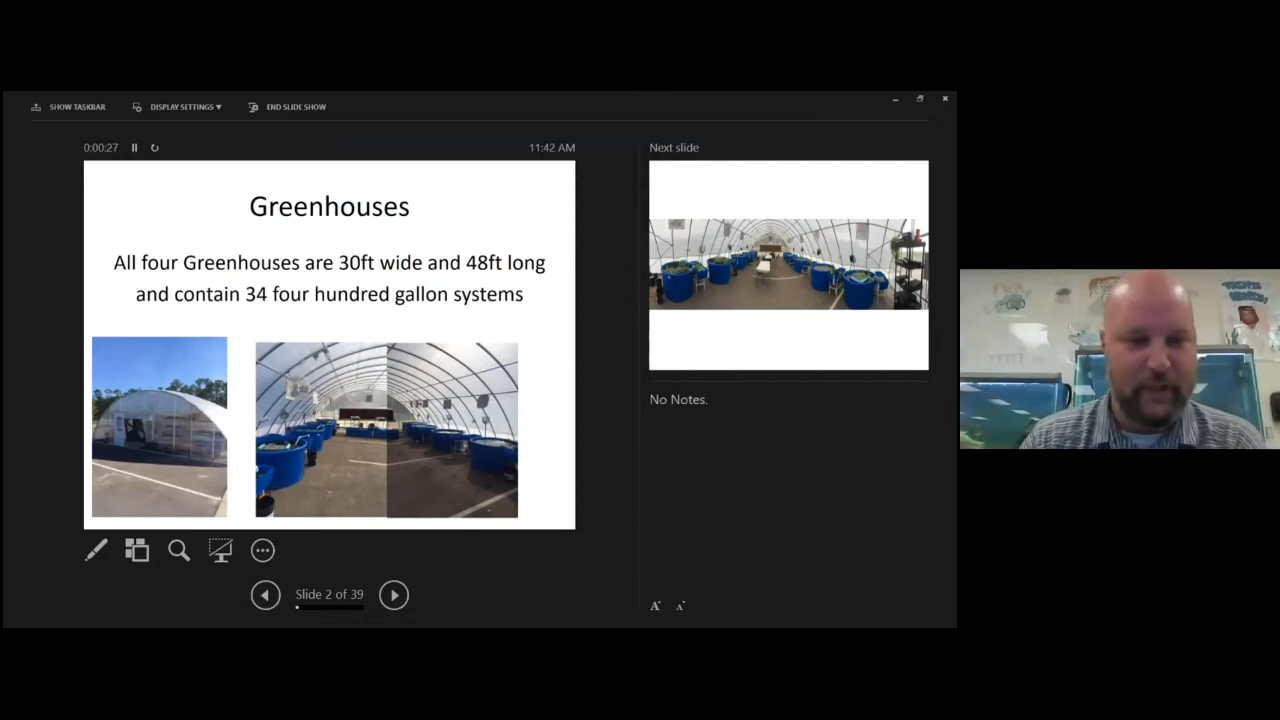 SHOW TASKBAR
DISPLAY SETTINGS ▼
END SLIDE SHOW
0:00:27
11:42 AM
Next slide
Greenhouses
All four Greenhouses are 30ft wide and 48ft long
and contain 34 four hundred gallon systems
No Notes.
Slide 2 of 39
A A